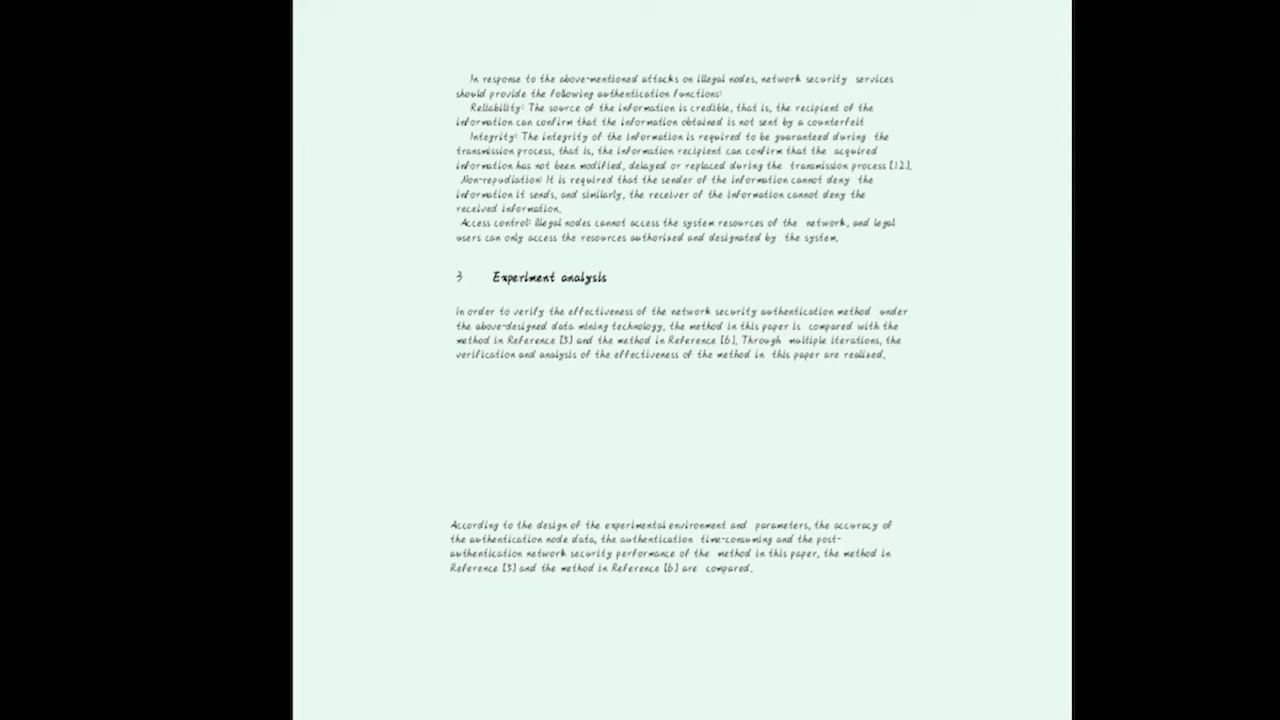 In response to the above-mentioned attacks on illegal nodes, network security services
should provide the following authentication functions:
Reliability: The source of the information is credible, that is, the recipient of the
information can confirm that the information obtained is not sent by a counterfeit
Integrity: The integrity of the information is required to be guaranteed during the
transmission process, that is, the information recipient can confirm that the acquired
information has not been modified, delayed or replaced during the transmission process [12].
Non-repudiation: It is required that the sender of the information cannot deny the
information it sends, and similarly, the receiver of the information cannot deny the
received information.
Access control: Illegal nodes cannot access the system resources of the network, and legal
users can only access the resources authorized and designated by the system.
3 Experiment analysis
In order to verify the effectiveness of the network security authentication method under
the above-designed data mining technology, the method in this paper is compared with the
method in Reference [5] and the method in Reference [6]. Through multiple iterations, the
verification and analysis of the effectiveness of the method in this paper are realized.
According to the design of the experimental environment and parameters, the accuracy of
the authentication node data, the authentication time-consuming and the post-
authentication network security performance of the method in this paper, the method in
Reference [5] and the method in Reference [6] are compared.